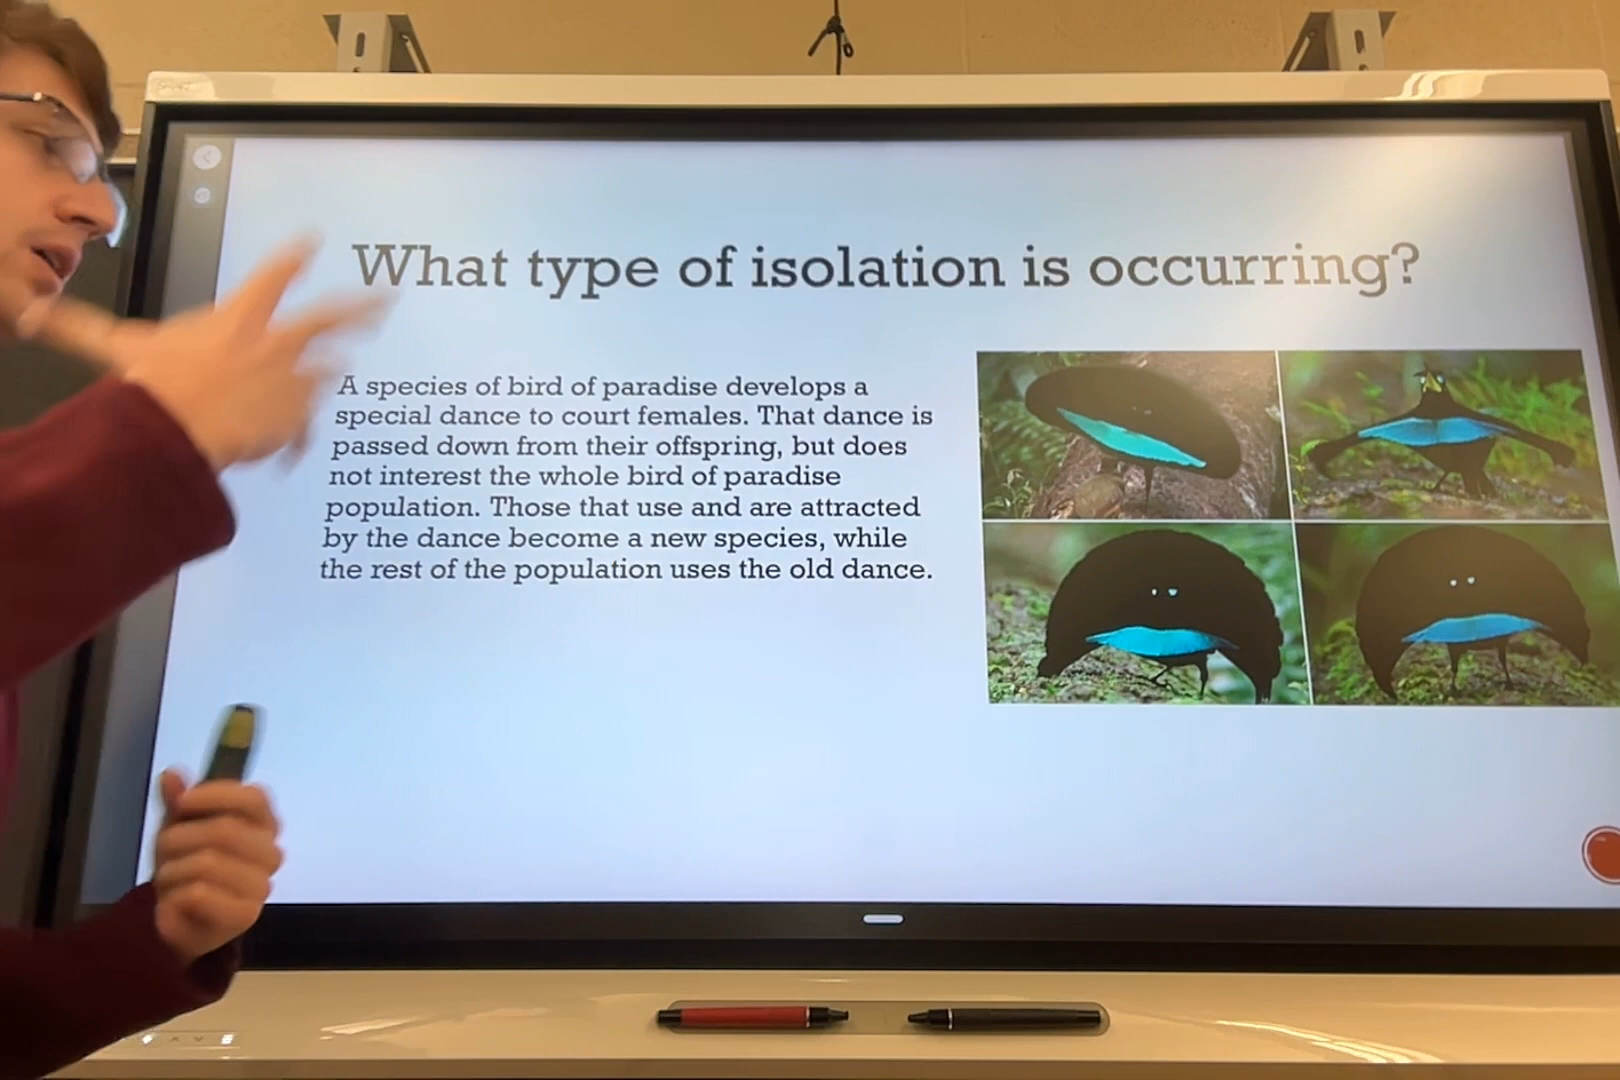 What type of isolation is occurring?
A species of bird of paradise develops a
special dance to court females. That dance is
passed down from their offspring, but does
not interest the whole bird of paradise
population. Those that use and are attracted
by the dance become a new species, while
the rest of the population uses the old dance.